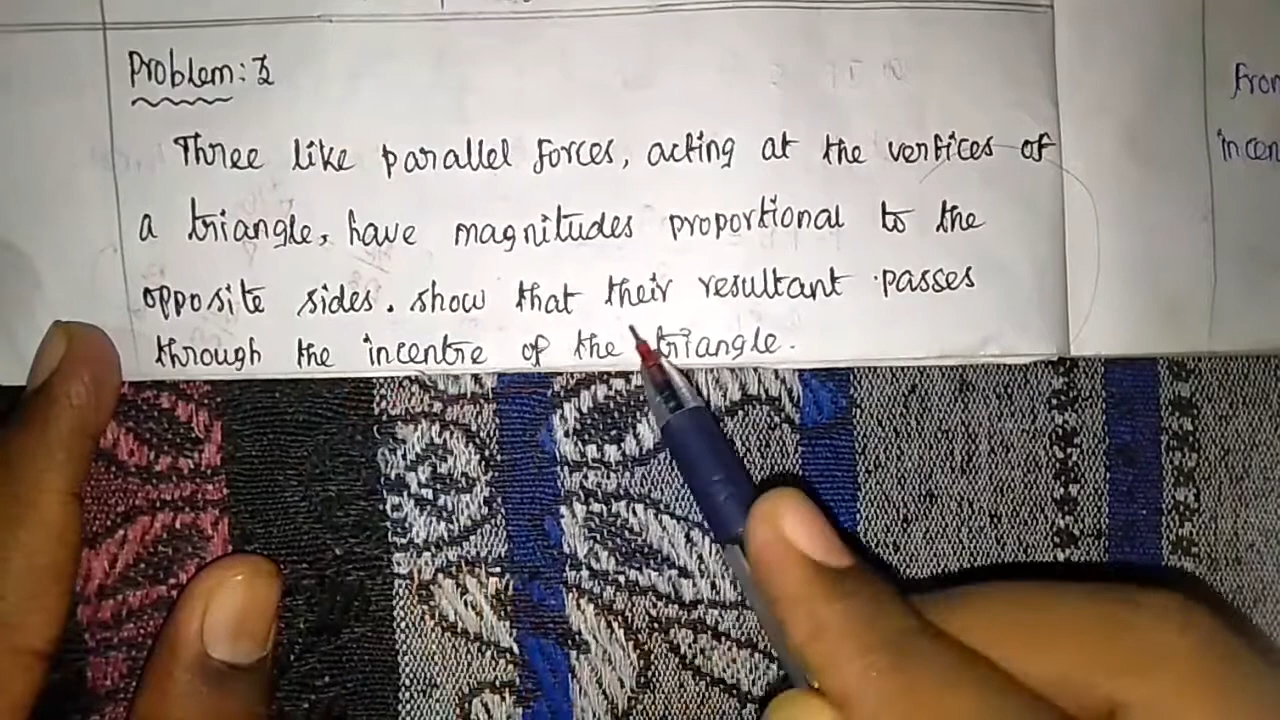 Problem: 2
Three like parallel forces, acting at the vertices of
a triangle, have magnitudes proportional to the
opposite sides. show that their resultant passes
through the incentre of the triangle.